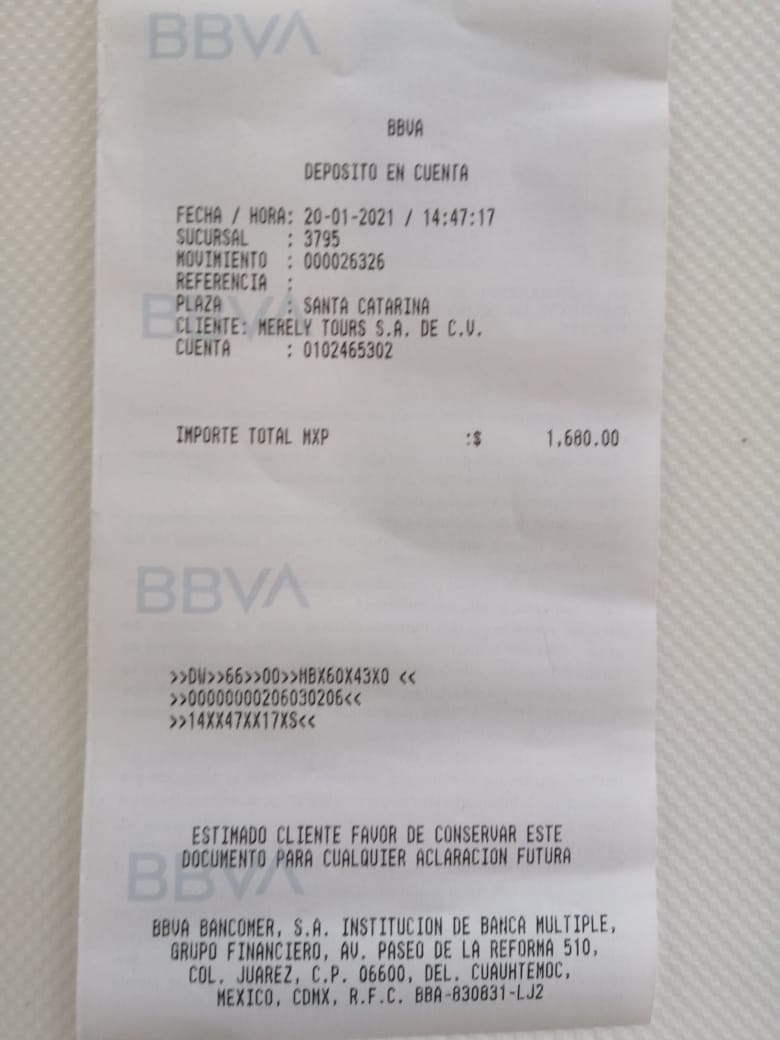 BBVA
BBVA
DEPOSITO EN CUENTA
FECHA / HORA: 20-01-2021 / 14:47:17
SUCURSAL : 3795
MOVIMIENTO : 000026326
REFERENCIA :
BBVA
PLAZA : SANTA CATARINA
CLIENTE: MERELY TOURS S.A. DE C.V.
CUENTA : 0102465302
IMPORTE TOTAL MXP :$ 1,680.00
BBVA
>>DW>>66>>00>>MBX60X43X0 <<
>>00000000206030206<<
>>14XX47XX17XS<<
ESTIMADO CLIENTE FAVOR DE CONSERVAR ESTE
DOCUMENTO PARA CUALQUIER ACLARACION FUTURA
BBVA
BBVA BANCOMER, S.A. INSTITUCION DE BANCA MULTIPLE,
GRUPO FINANCIERO, AV. PASEO DE LA REFORMA 510,
COL. JUAREZ, C.P. 06600, DEL. CUAUHTEMOC,
MEXICO, CDMX, R.F.C. BBA-830831-LJ2